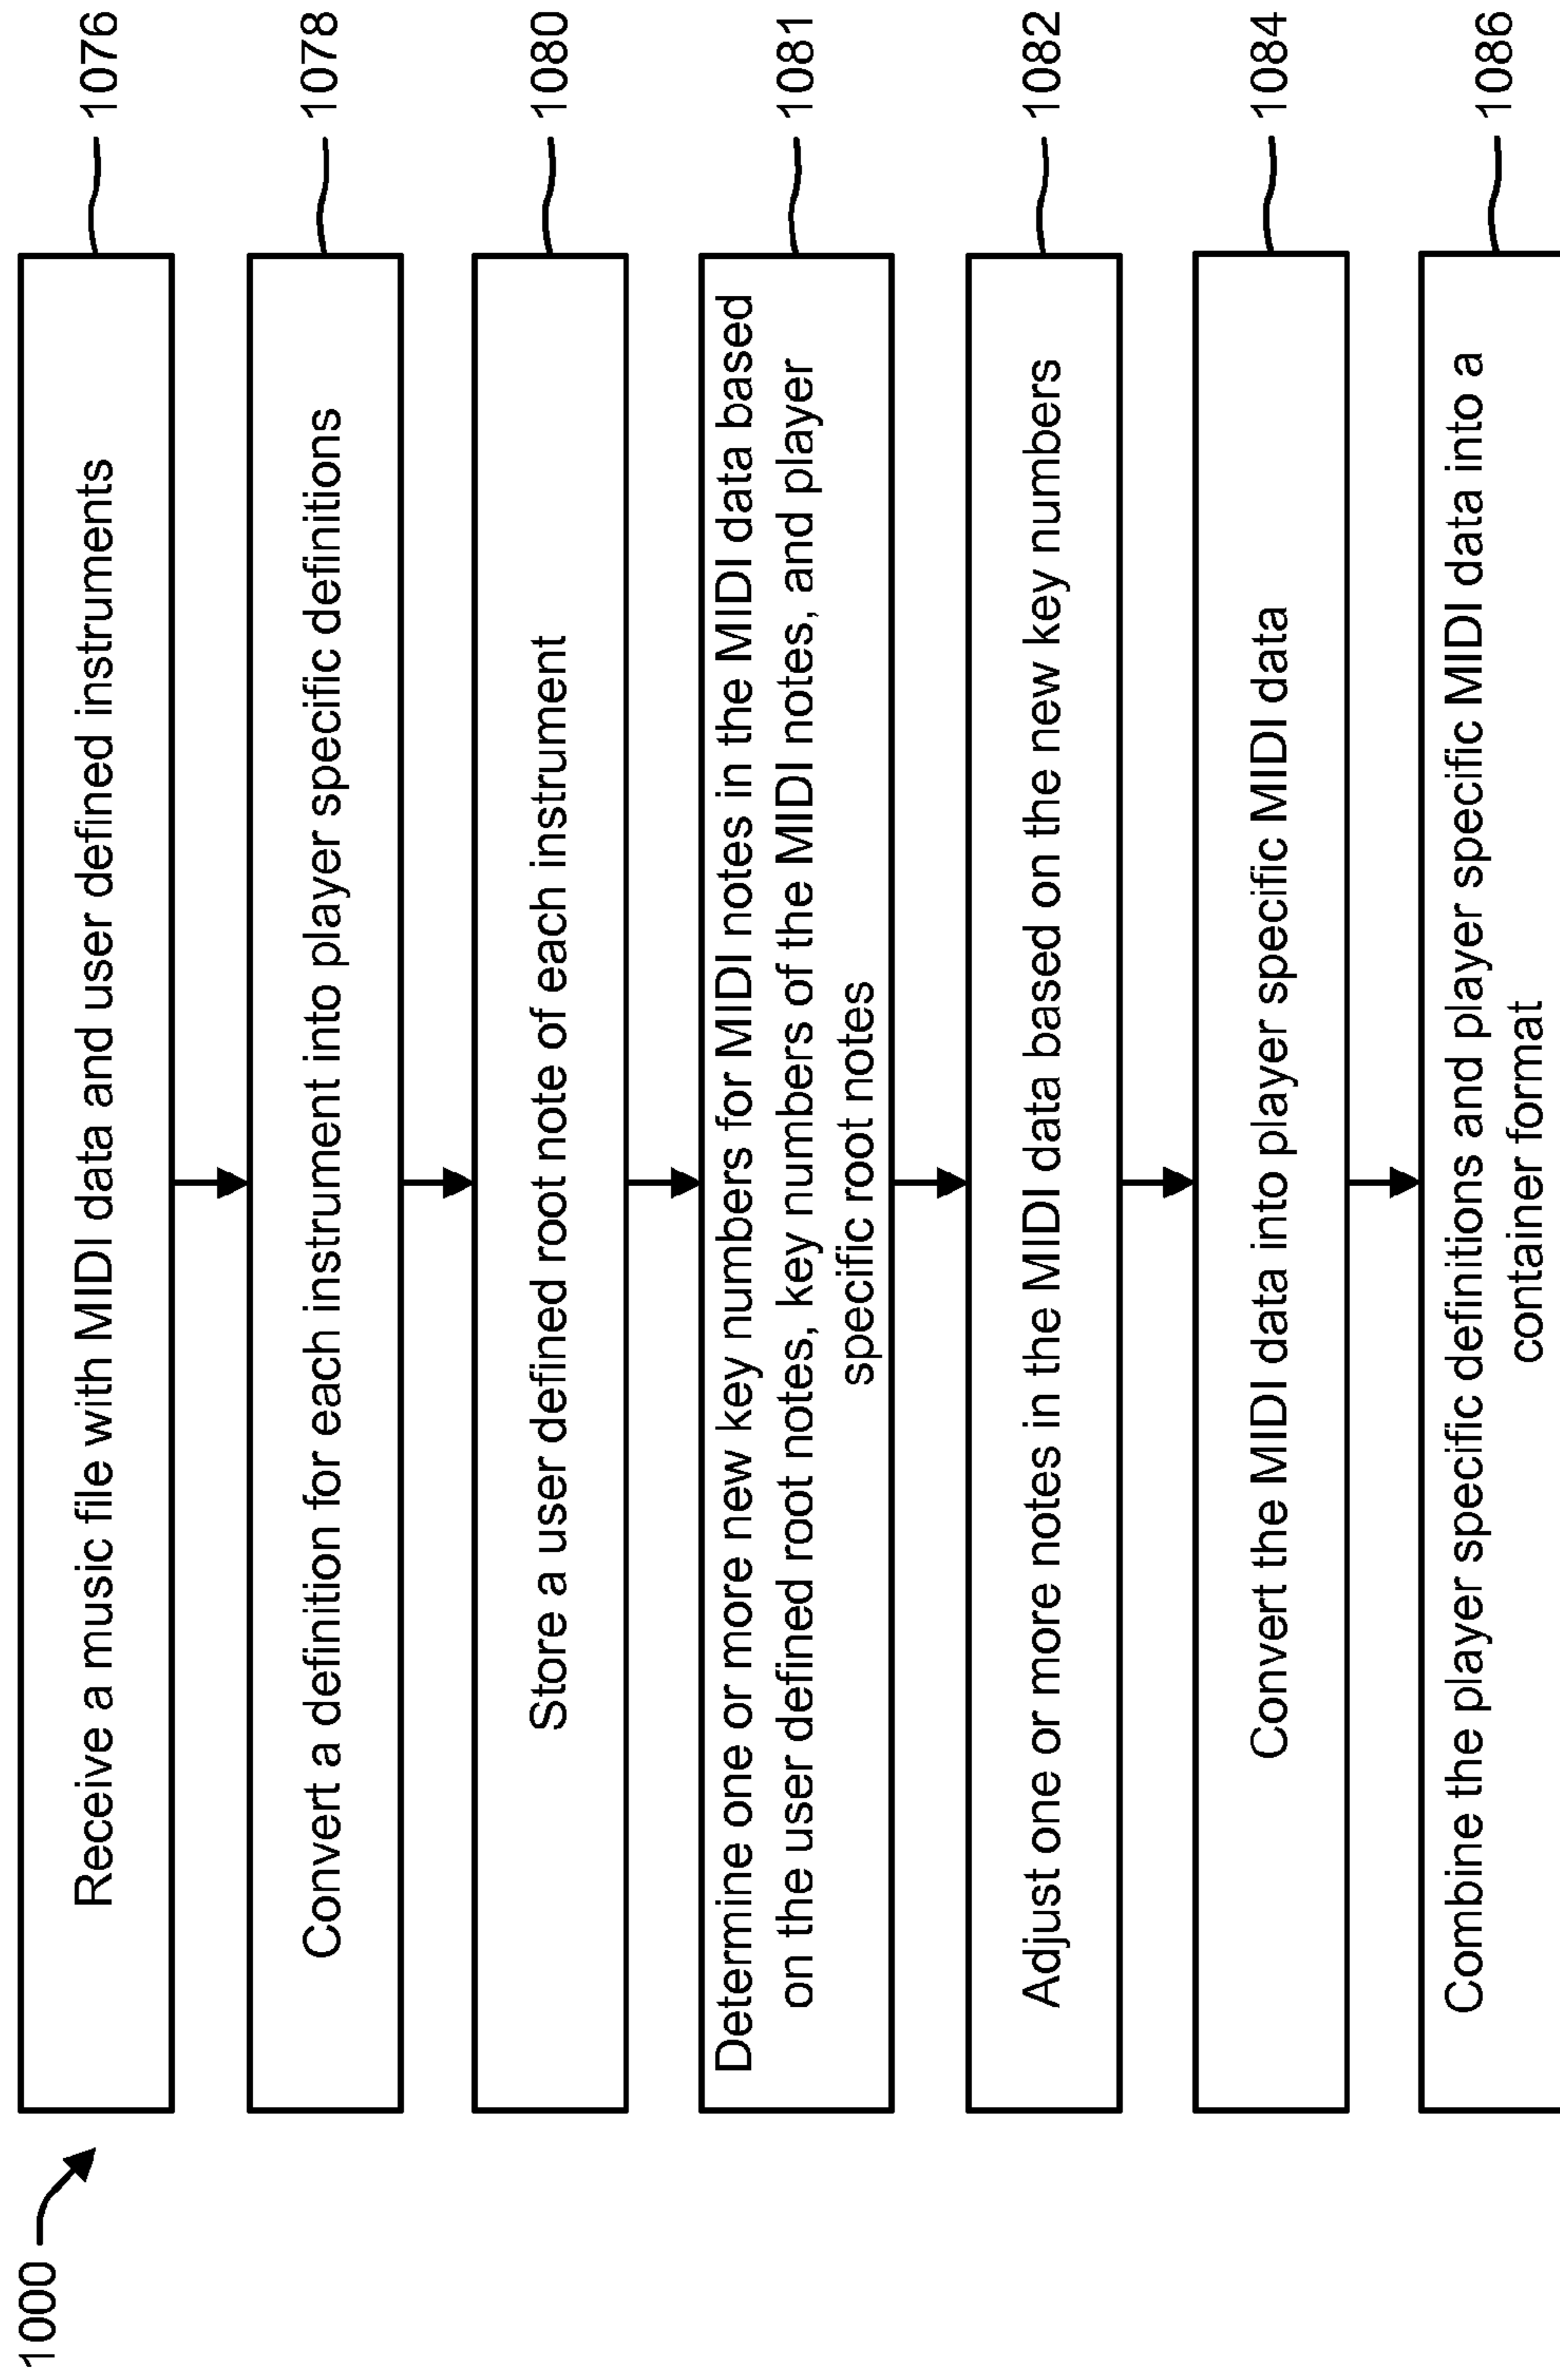 1000
Receive a music file with MIDI data and user defined instruments
1076
Convert a definition for each instrument into player specific definitions
1078
Store a user defined root note of each instrument
1080
Determine one or more new key numbers for MIDI notes in the MIDI data based
on the user defined root notes, key numbers of the MIDI notes, and player
specific root notes
1081
Adjust one or more notes in the MIDI data based on the new key numbers
1082
Convert the MIDI data into player specific MIDI data
1084
Combine the player specific definitions and player specific MIDI data into a
container format
1086